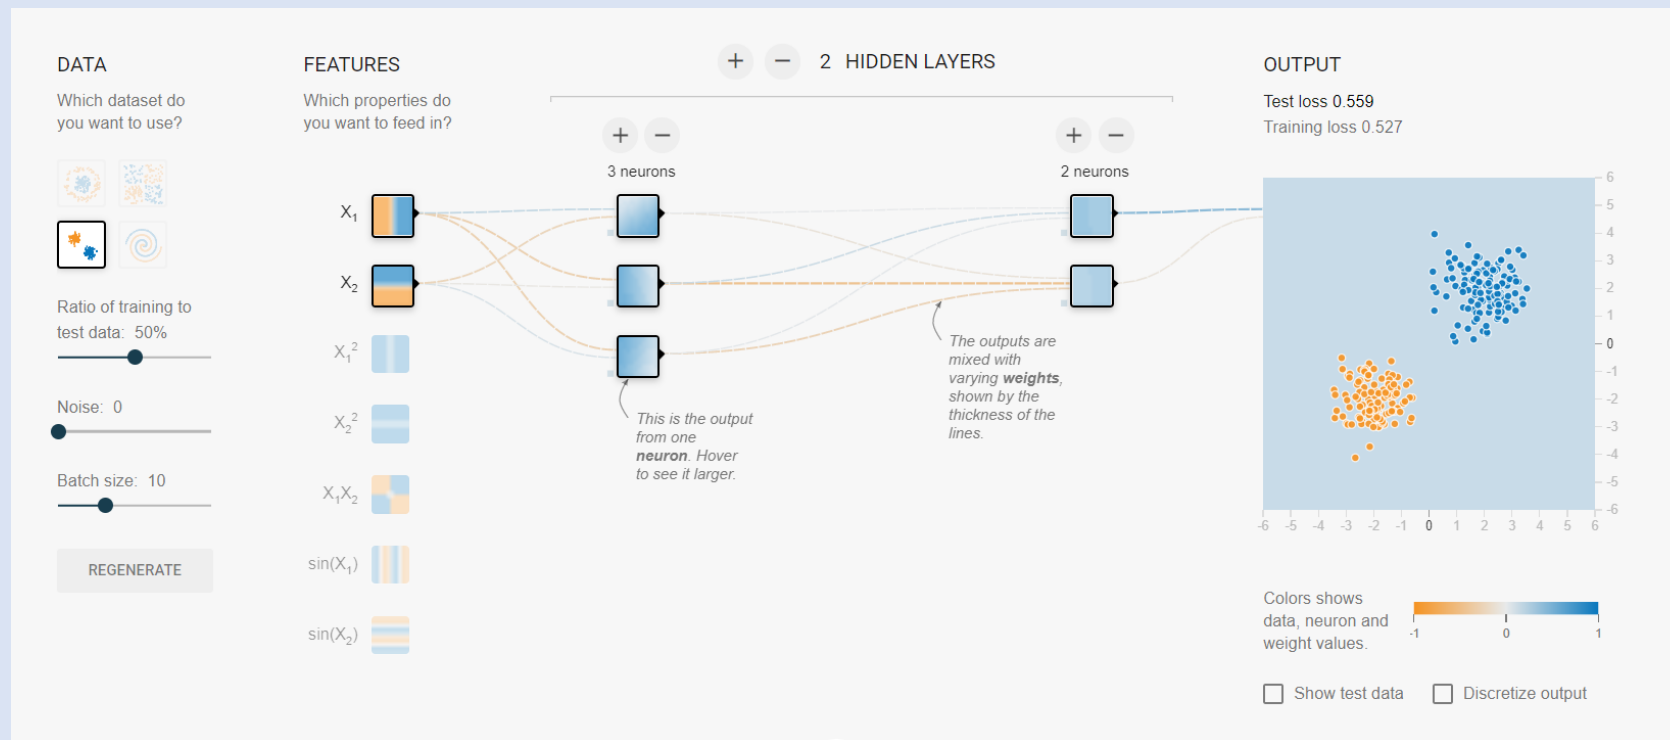 DATA
Which dataset do
you want to use?
Ratio of training to
test data: 50%
Noise: 0
Batch size: 10
REGENERATE
FEATURES
Which properties do
you want to feed in?
X1
X2
X1²
X2²
X1X2
sin(X1)
sin(X2)
+ − 2 HIDDEN LAYERS
+ −
3 neurons
+ −
2 neurons
This is the output
from one
neuron. Hover
to see it larger.
The outputs are
mixed with
varying weights,
shown by the
thickness of the
lines.
OUTPUT
Test loss 0.559
Training loss 0.527
6
5
4
3
2
1
0
-1
-2
-3
-4
-5
-6
-6 -5 -4 -3 -2 -1 0 1 2 3 4 5 6
Colors shows
data, neuron and
weight values.
-1 0 1
Show test data Discretize output